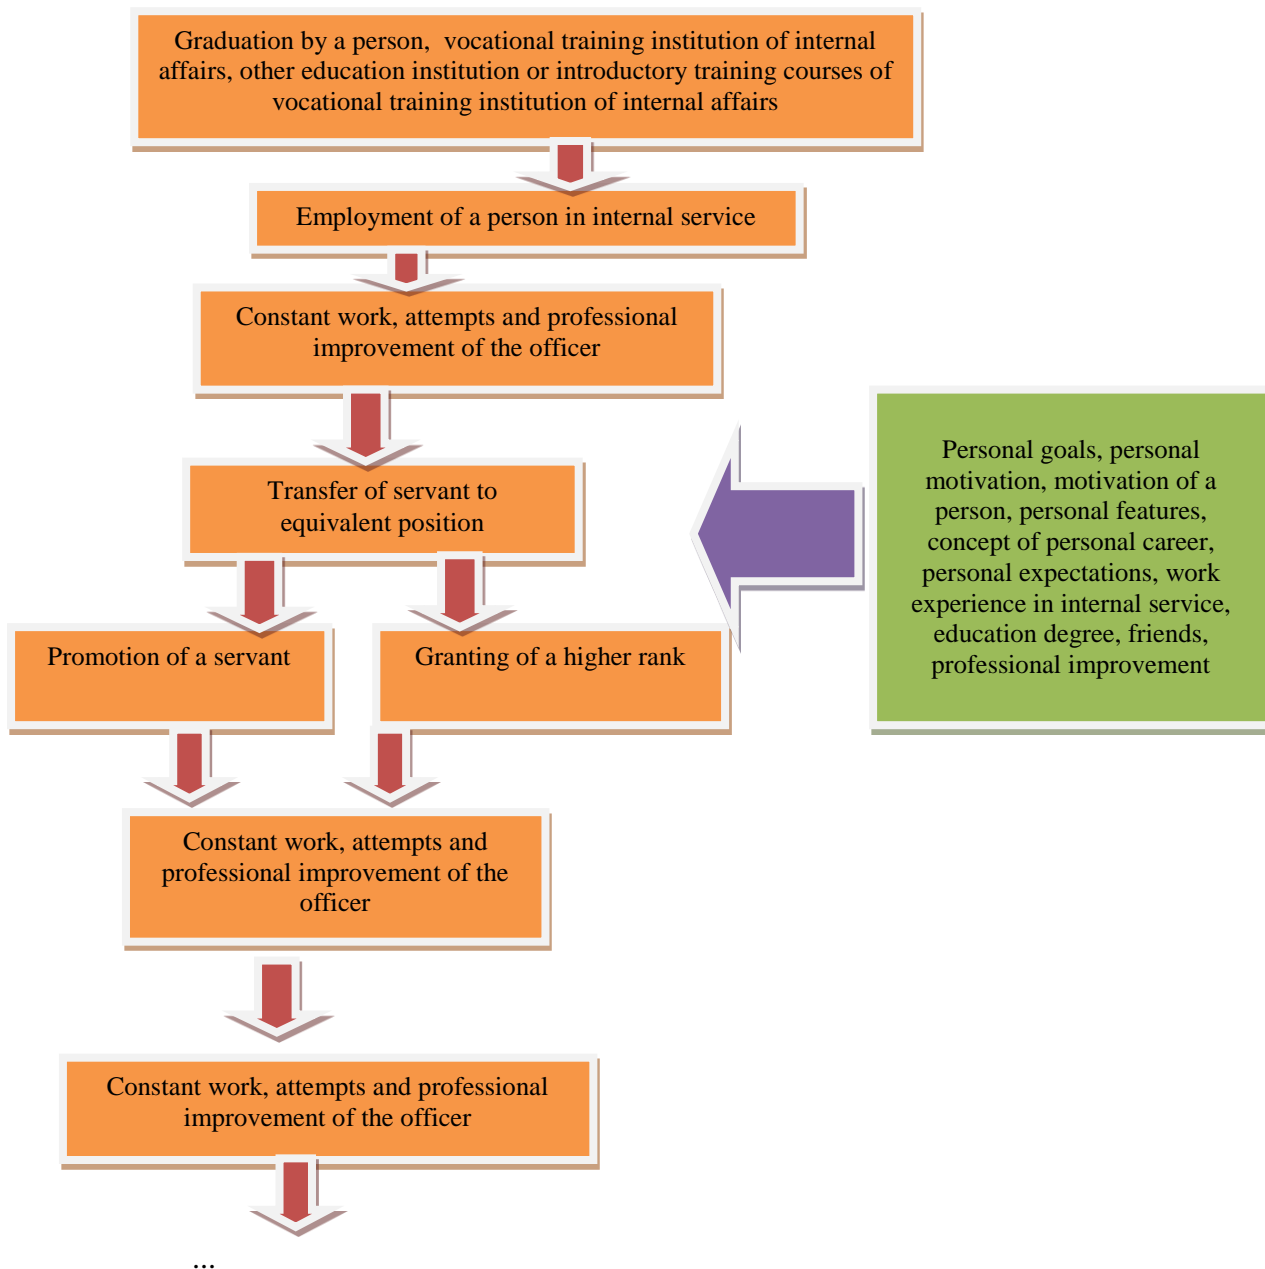 Graduation by a person,  vocational training institution of internal
affairs, other education institution or introductory training courses of
vocational training institution of internal affairs
Employment of a person in internal service
Constant work, attempts and professional
improvement of the officer
Transfer of servant to
equivalent position
Personal goals, personal
motivation, motivation of a
person, personal features,
concept of personal career,
personal expectations, work
experience in internal service,
education degree, friends,
professional improvement
Promotion of a servant
Granting of a higher rank
Constant work, attempts and
professional improvement of the
officer
Constant work, attempts and professional
improvement of the officer
...